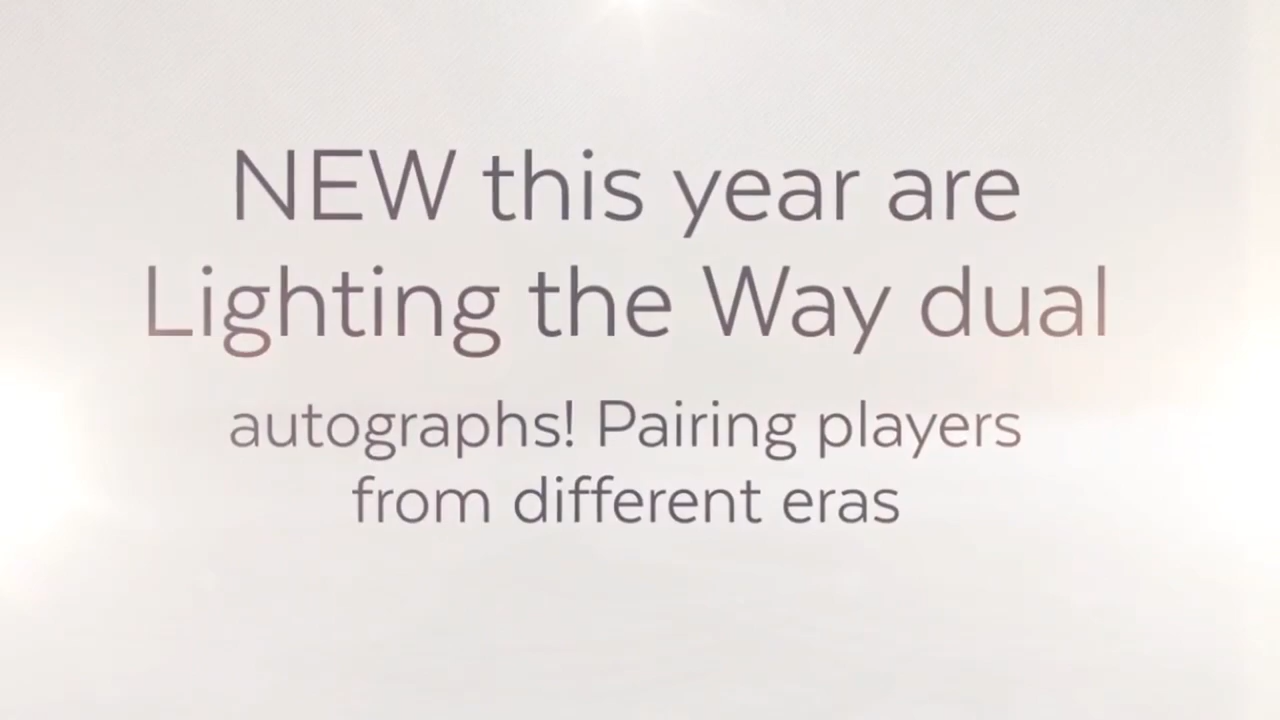 NEW this year are
Lighting the Way dual
autographs! Pairing players
from different eras